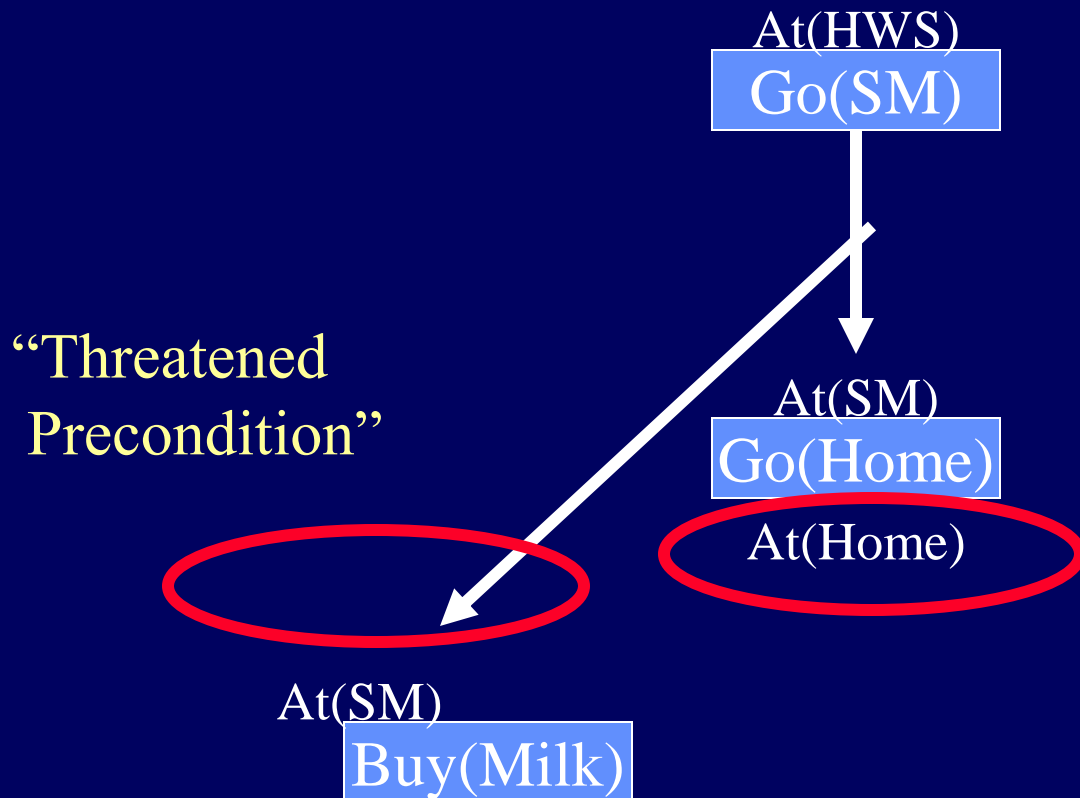 At(HWS)
Go(SM)
“Threatened
Precondition”
At(SM)
Go(Home)
At(Home)
At(SM)
Buy(Milk)